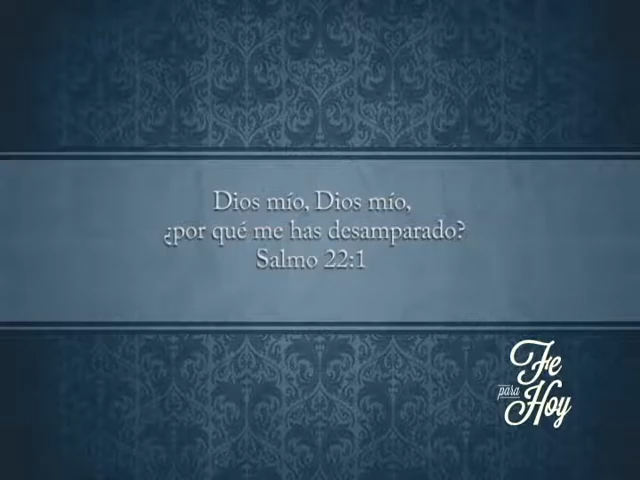 Dios mío, Dios mío,
¿por qué me has desamparado?
Salmo 22:1
Fe
para
Hoy